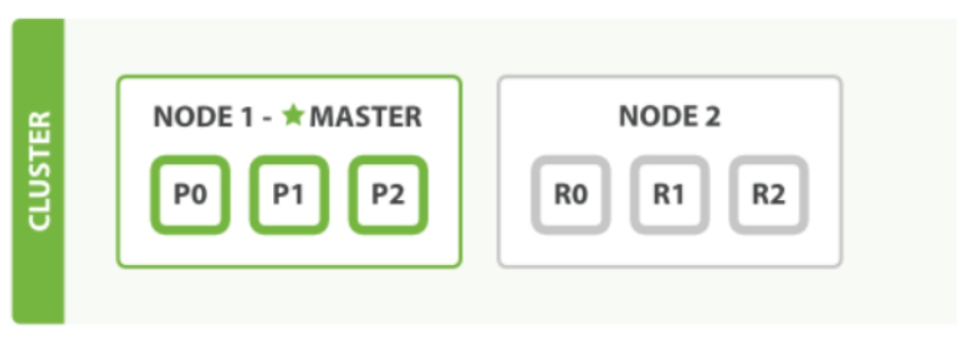 CLUSTER
NODE 1 - ★ MASTER
P0 P1 P2
NODE 2
R0 R1 R2